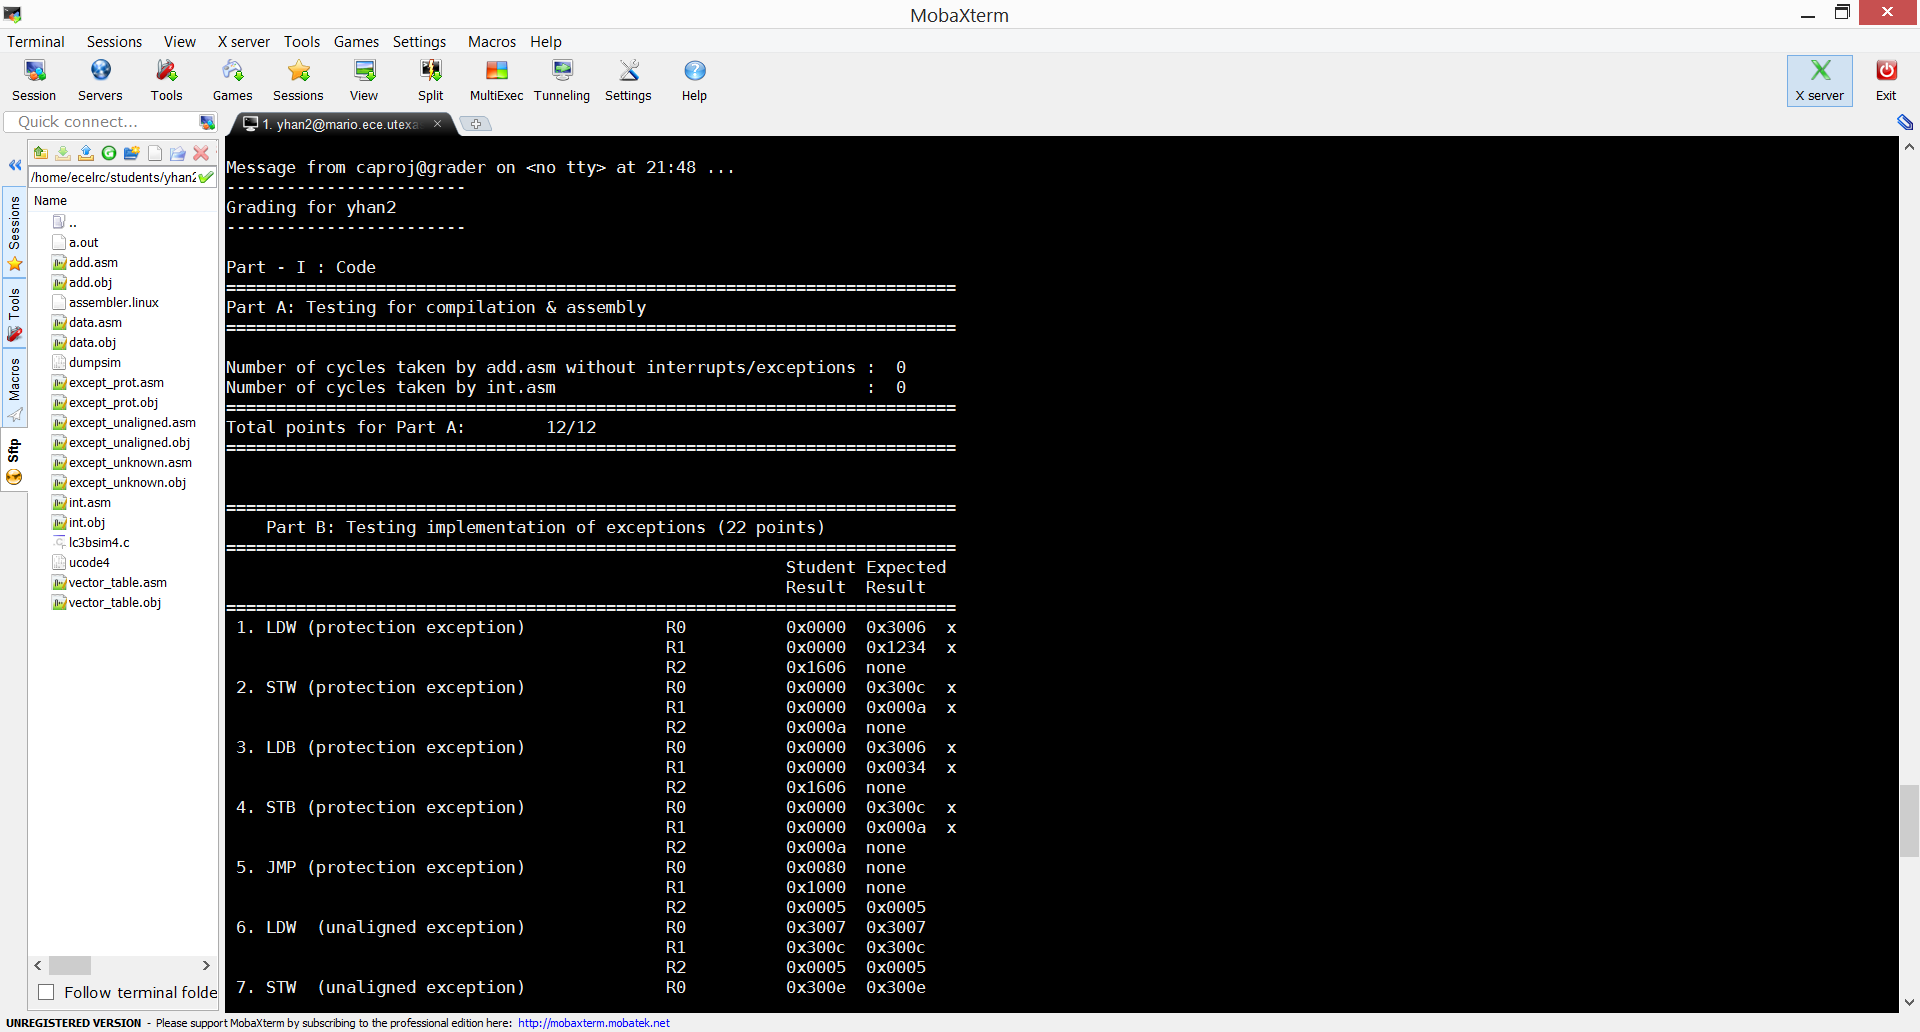 MobaXterm
Terminal Sessions View X server Tools Games Settings Macros Help
Session Servers Tools Games Sessions View Split MultiExec Tunneling Settings Help X server Exit
Quick connect...
1. yhan2@mario.ece.utexa
/home/ecelrc/students/yhan2
Name
..
a.out
add.asm
add.obj
assembler.linux
data.asm
data.obj
dumpsim
except_prot.asm
except_prot.obj
except_unaligned.asm
except_unaligned.obj
except_unknown.asm
except_unknown.obj
int.asm
int.obj
lc3bsim4.c
ucode4
vector_table.asm
vector_table.obj
Sessions
Tools
Macros
Sftp
Follow terminal folde
Message from caproj@grader on <no tty> at 21:48 ...
------------------------
Grading for yhan2
------------------------
Part - I : Code
=========================================================================
Part A: Testing for compilation & assembly
=========================================================================
Number of cycles taken by add.asm without interrupts/exceptions :  0
Number of cycles taken by int.asm                               :  0
=========================================================================
Total points for Part A:        12/12
=========================================================================
=========================================================================
    Part B: Testing implementation of exceptions (22 points)
=========================================================================
Student Expected
Result  Result
=========================================================================
1. LDW (protection exception)              R0          0x0000  0x3006  x
R1          0x0000  0x1234  x
R2          0x1606  none
2. STW (protection exception)              R0          0x0000  0x300c  x
R1          0x0000  0x000a  x
R2          0x000a  none
3. LDB (protection exception)              R0          0x0000  0x3006  x
R1          0x0000  0x0034  x
R2          0x1606  none
4. STB (protection exception)              R0          0x0000  0x300c  x
R1          0x0000  0x000a  x
R2          0x000a  none
5. JMP (protection exception)              R0          0x0080  none
R1          0x1000  none
R2          0x0005  0x0005
6. LDW  (unaligned exception)              R0          0x3007  0x3007
R1          0x300c  0x300c
R2          0x0005  0x0005
7. STW  (unaligned exception)              R0          0x300e  0x300e
UNREGISTERED VERSION - Please support MobaXterm by subscribing to the professional edition here: http://mobaxterm.mobatek.net